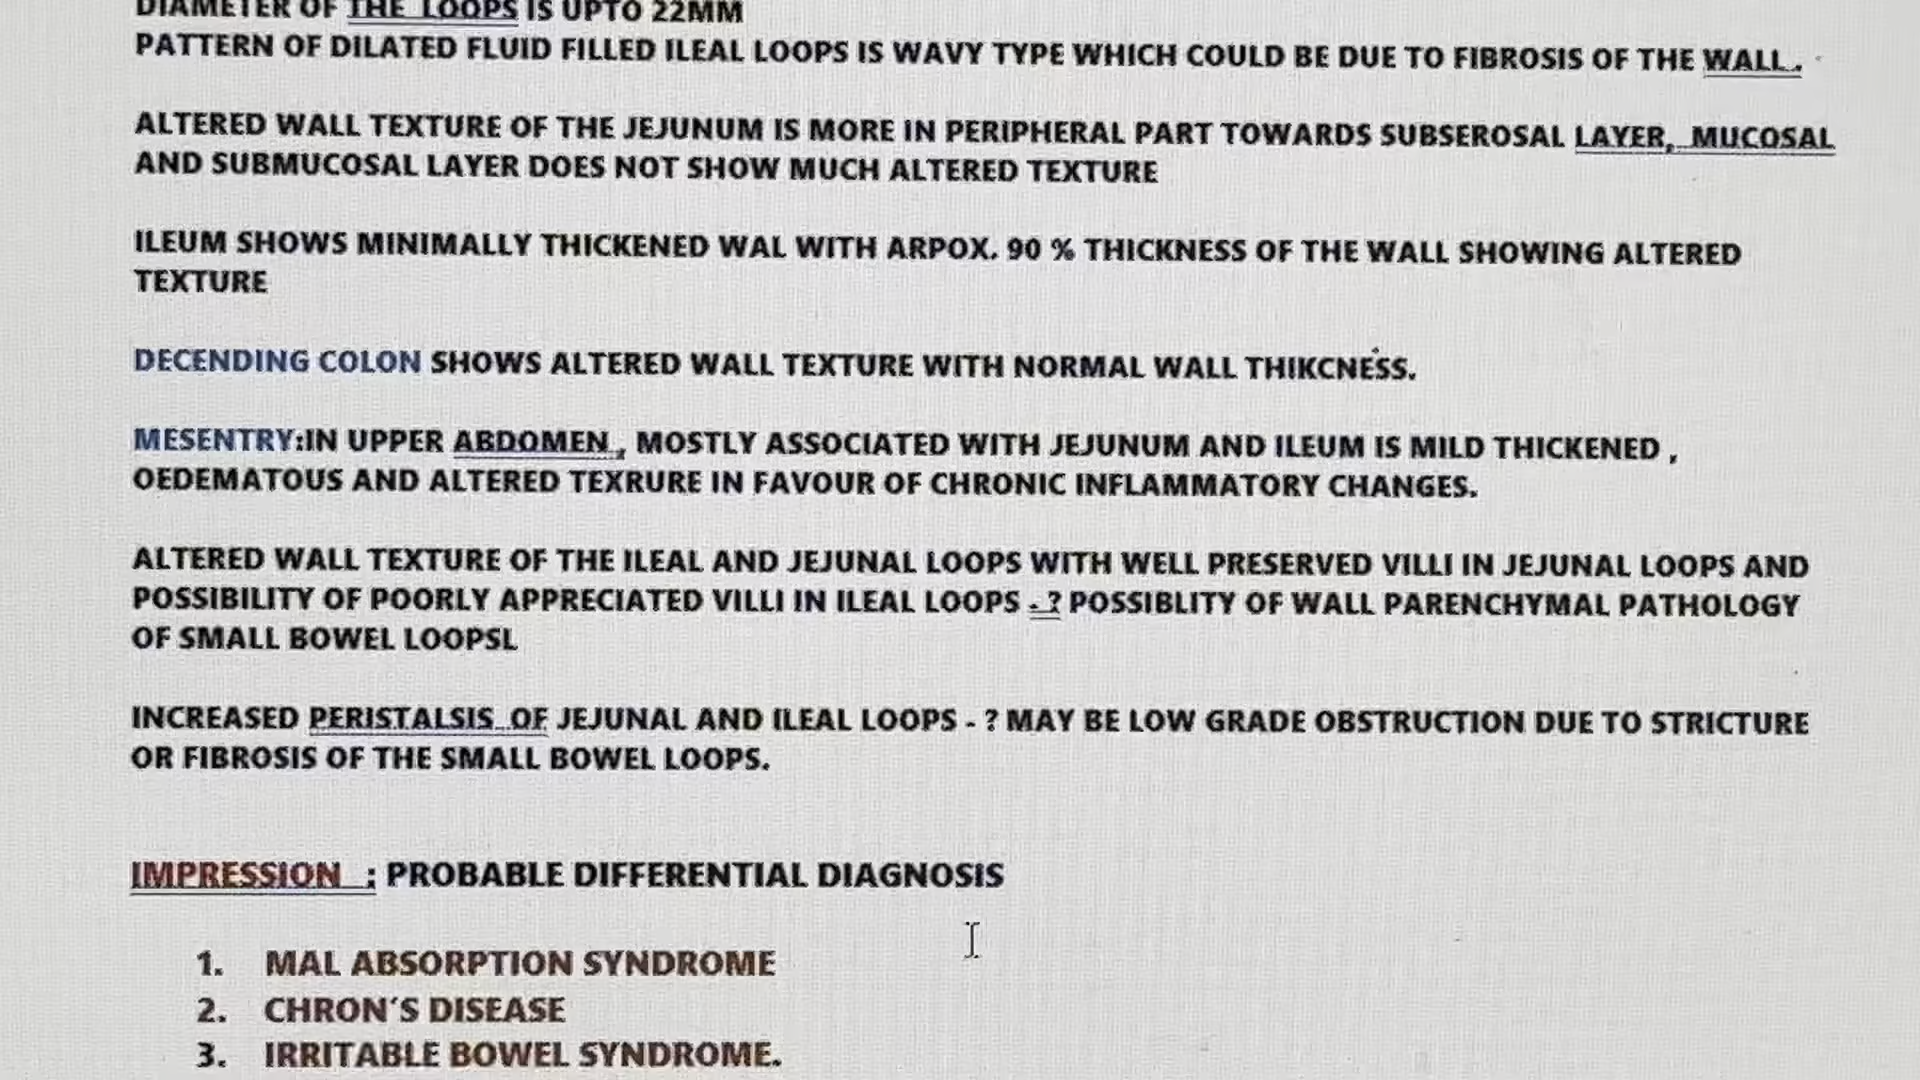 DIAMETER OF THE LOOPS IS UPTO 22MM
PATTERN OF DILATED FLUID FILLED ILEAL LOOPS IS WAVY TYPE WHICH COULD BE DUE TO FIBROSIS OF THE WALL.
ALTERED WALL TEXTURE OF THE JEJUNUM IS MORE IN PERIPHERAL PART TOWARDS SUBSEROSAL LAYER, MUCOSAL
AND SUBMUCOSAL LAYER DOES NOT SHOW MUCH ALTERED TEXTURE
ILEUM SHOWS MINIMALLY THICKENED WAL WITH ARPOX. 90 % THICKNESS OF THE WALL SHOWING ALTERED
TEXTURE
DECENDING COLON SHOWS ALTERED WALL TEXTURE WITH NORMAL WALL THIKCNESS.
MESENTRY:IN UPPER ABDOMEN , MOSTLY ASSOCIATED WITH JEJUNUM AND ILEUM IS MILD THICKENED ,
OEDEMATOUS AND ALTERED TEXRURE IN FAVOUR OF CHRONIC INFLAMMATORY CHANGES.
ALTERED WALL TEXTURE OF THE ILEAL AND JEJUNAL LOOPS WITH WELL PRESERVED VILLI IN JEJUNAL LOOPS AND
POSSIBILITY OF POORLY APPRECIATED VILLI IN ILEAL LOOPS - ? POSSIBLITY OF WALL PARENCHYMAL PATHOLOGY
OF SMALL BOWEL LOOPSL
INCREASED PERISTALSIS OF JEJUNAL AND ILEAL LOOPS - ? MAY BE LOW GRADE OBSTRUCTION DUE TO STRICTURE
OR FIBROSIS OF THE SMALL BOWEL LOOPS.
IMPRESSION : PROBABLE DIFFERENTIAL DIAGNOSIS
1. MAL ABSORPTION SYNDROME
2. CHRON'S DISEASE
3. IRRITABLE BOWEL SYNDROME.